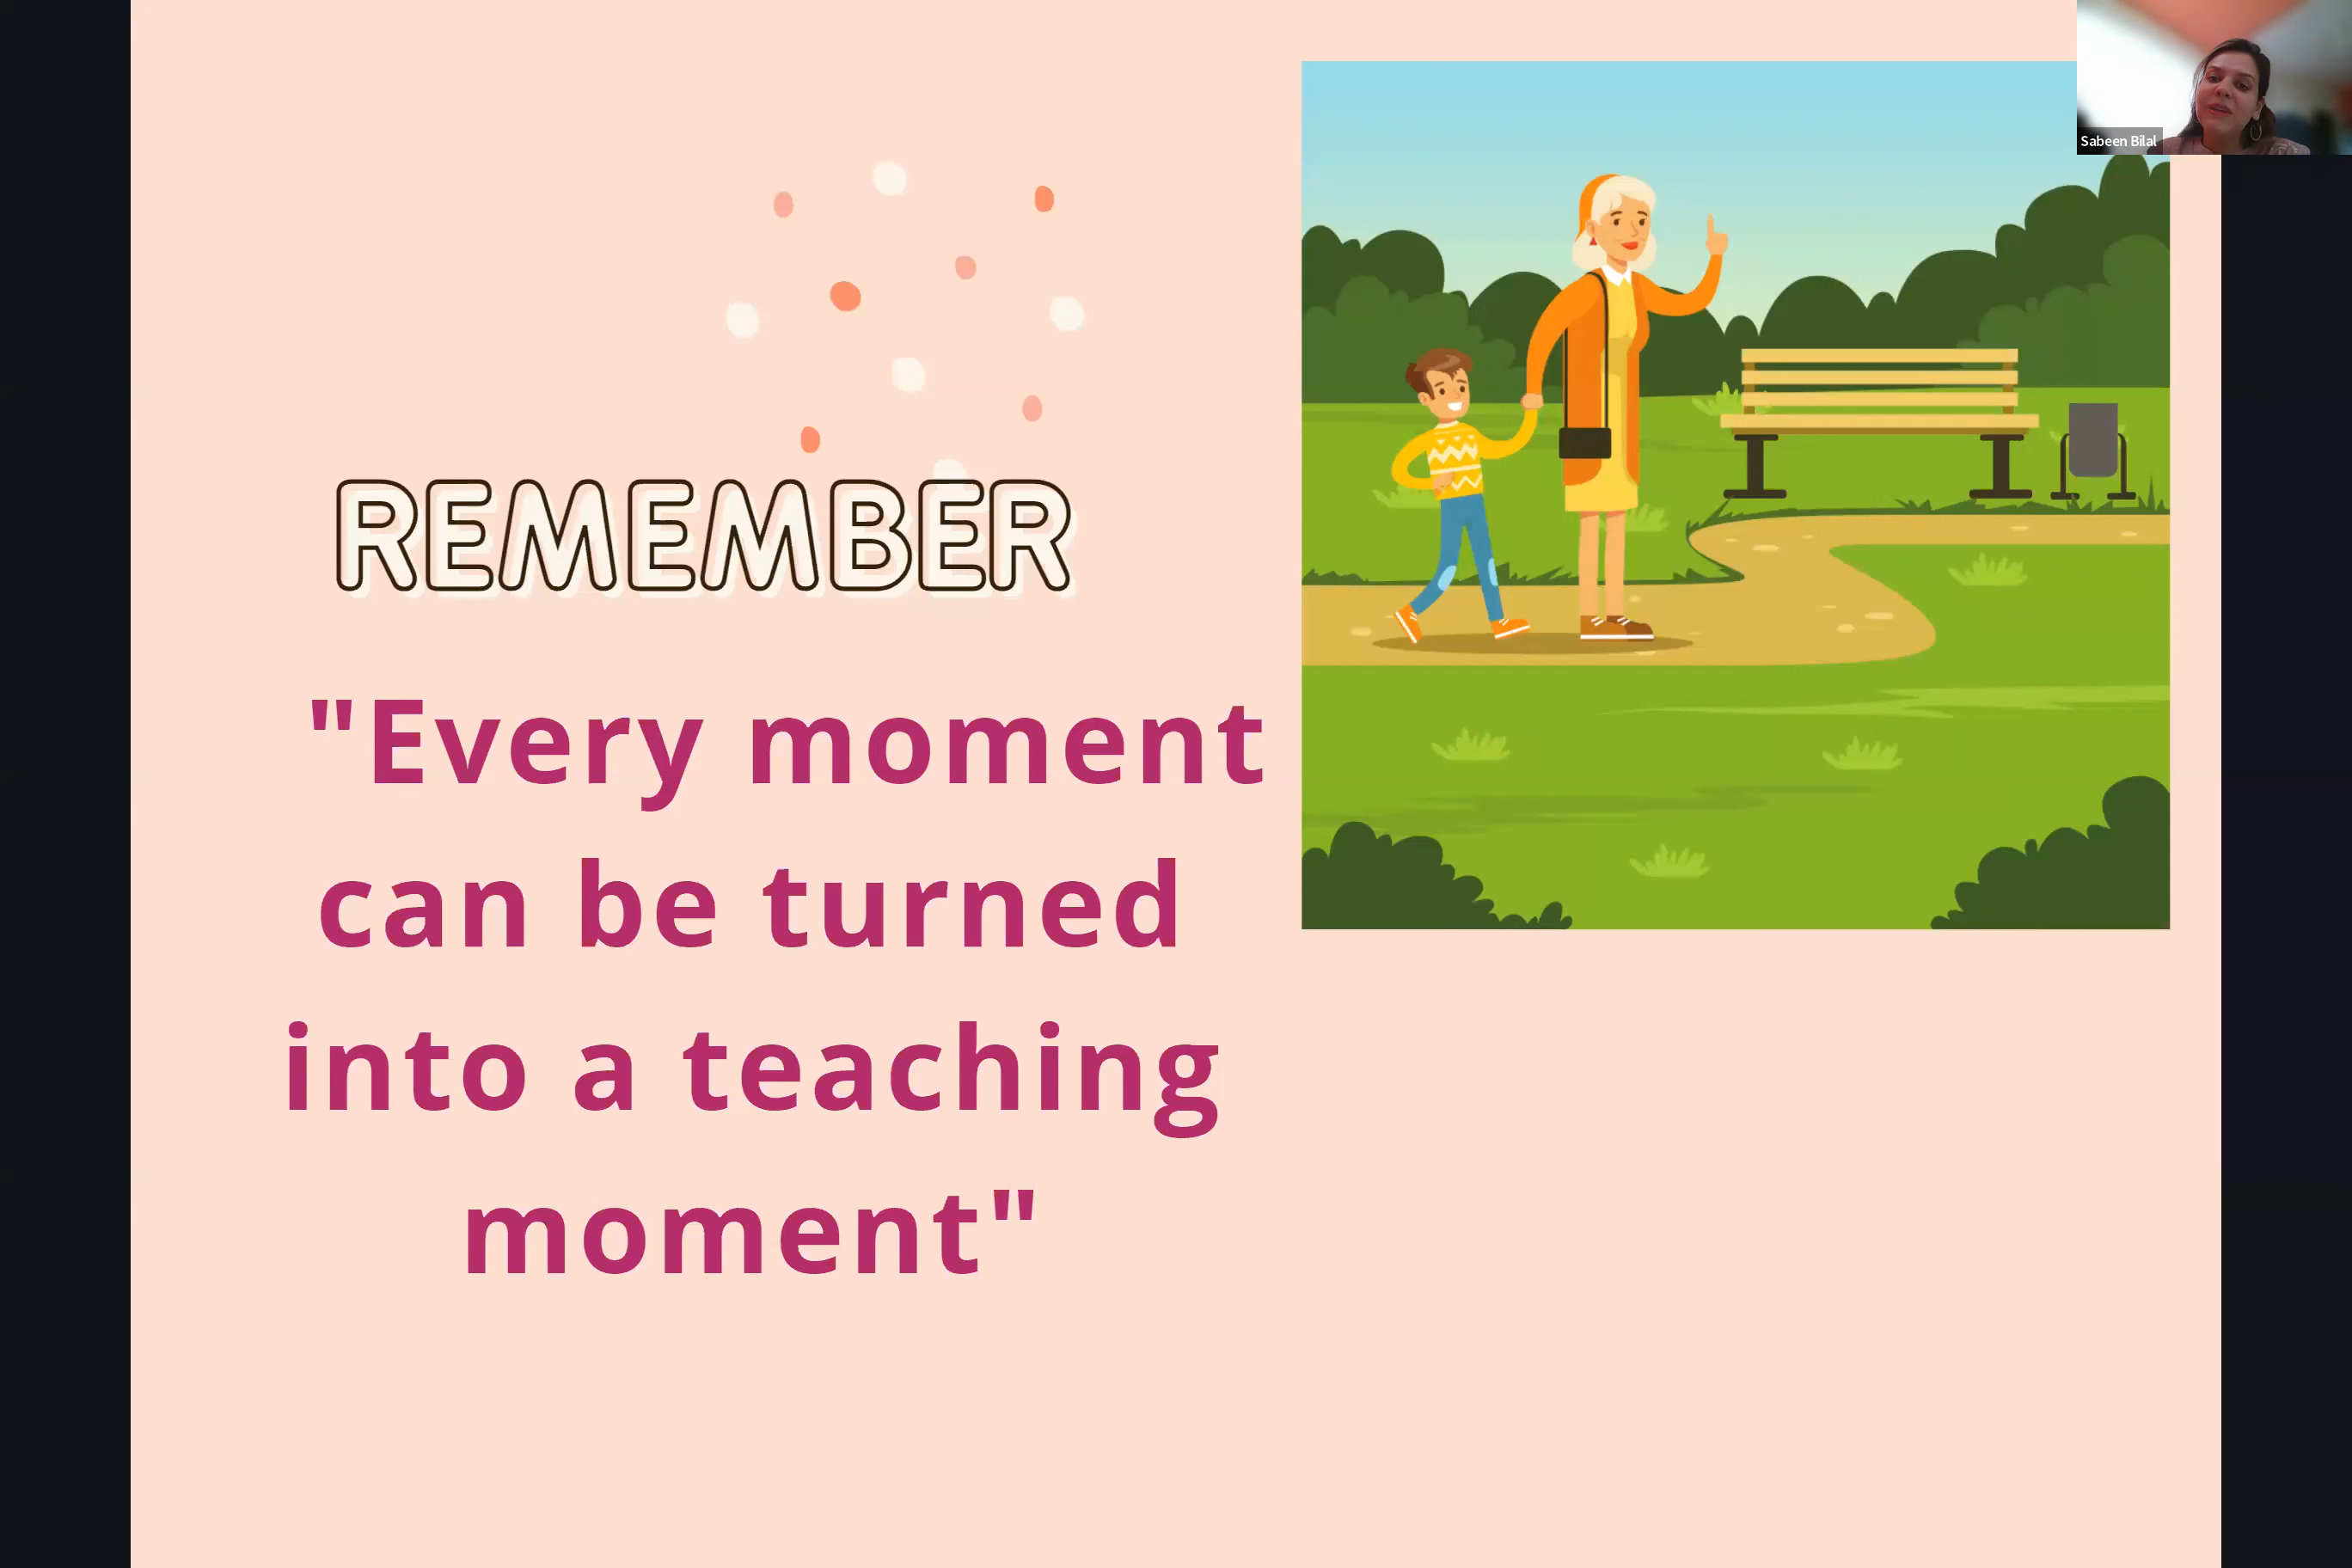 Sabeen Bilal
REMEMBER
"Every moment
can be turned
into a teaching
moment"